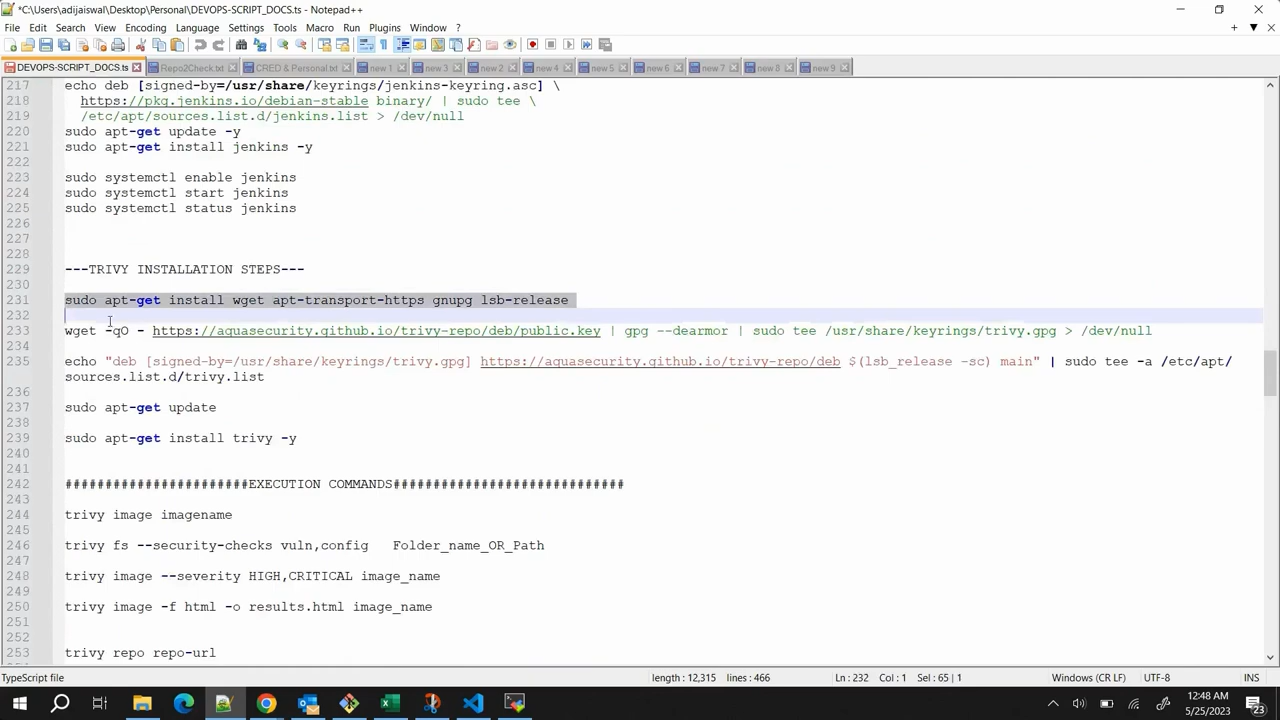 *C:\Users\adijaiswal\Desktop\Personal\DEVOPS-SCRIPT_DOCS.ts - Notepad++
File Edit Search View Encoding Language Settings Tools Macro Run Plugins Window ?
DEVOPS-SCRIPT_DOCS.ts Repo2Check.txt CRED & Personal.txt new 1 new 3 new 2 new 4 new 5 new 6 new 7 new 8 new 9
217 echo deb [signed-by=/usr/share/keyrings/jenkins-keyring.asc] \
218 https://pkg.jenkins.io/debian-stable binary/ | sudo tee \
219 /etc/apt/sources.list.d/jenkins.list > /dev/null
220 sudo apt-get update -y
221 sudo apt-get install jenkins -y
222
223 sudo systemctl enable jenkins
224 sudo systemctl start jenkins
225 sudo systemctl status jenkins
226
227
228
229 ---TRIVY INSTALLATION STEPS---
230
231 sudo apt-get install wget apt-transport-https gnupg lsb-release
232
233 wget -qO - https://aquasecurity.github.io/trivy-repo/deb/public.key | gpg --dearmor | sudo tee /usr/share/keyrings/trivy.gpg > /dev/null
234
235 echo "deb [signed-by=/usr/share/keyrings/trivy.gpg] https://aquasecurity.github.io/trivy-repo/deb $(lsb_release -sc) main" | sudo tee -a /etc/apt/
sources.list.d/trivy.list
236
237 sudo apt-get update
238
239 sudo apt-get install trivy -y
240
241
242 #######################EXECUTION COMMANDS#############################
243
244 trivy image imagename
245
246 trivy fs --security-checks vuln,config Folder_name_OR_Path
247
248 trivy image --severity HIGH,CRITICAL image_name
249
250 trivy image -f html -o results.html image_name
251
252
253 trivy repo repo-url
TypeScript file length : 12,315 lines : 466 Ln : 232 Col : 1 Sel : 65 | 1 Windows (CR LF) UTF-8 INS
12:48 AM
5/25/2023
23